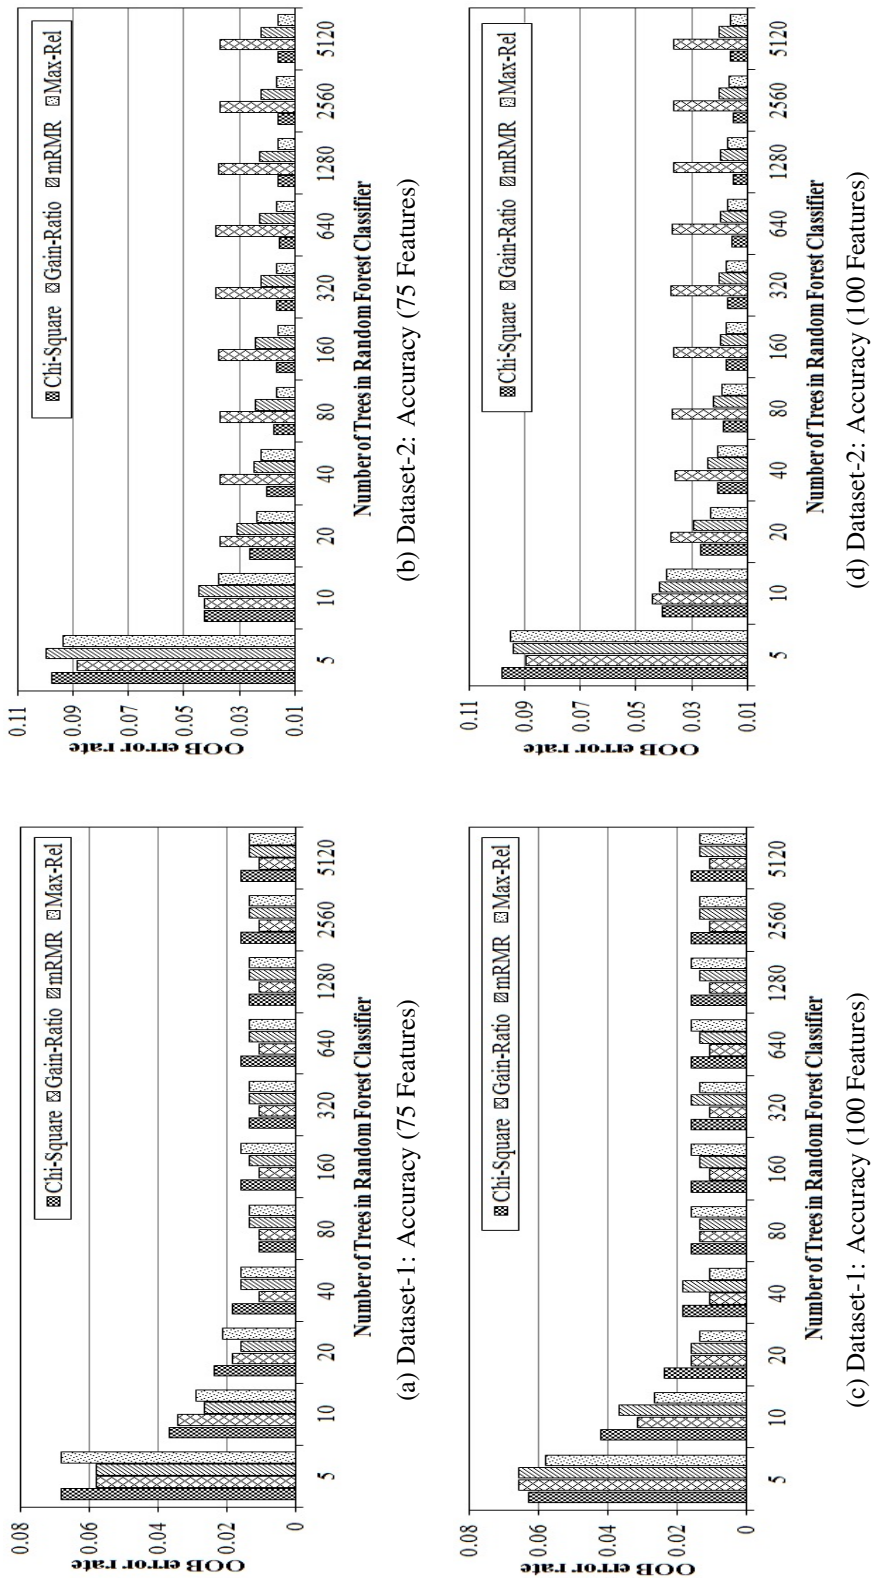 0.08
0.06
0.04
0.02
0
OOB error rate
Chi-Square Gain-Ratio mRMR Max-Rel
5 10 20 40 80 160 320 640 1280 2560 5120
Number of Trees in Random Forest Classifier
(a) Dataset-1: Accuracy (75 Features)
0.11
0.09
0.07
0.05
0.03
0.01
OOB error rate
Chi-Square Gain-Ratio mRMR Max-Rel
5 10 20 40 80 160 320 640 1280 2560 5120
Number of Trees in Random Forest Classifier
(b) Dataset-2: Accuracy (75 Features)
0.08
0.06
0.04
0.02
0
OOB error rate
Chi-Square Gain-Ratio mRMR Max-Rel
5 10 20 40 80 160 320 640 1280 2560 5120
Number of Trees in Random Forest Classifier
(c) Dataset-1: Accuracy (100 Features)
0.11
0.09
0.07
0.05
0.03
0.01
OOB error rate
Chi-Square Gain-Ratio mRMR Max-Rel
5 10 20 40 80 160 320 640 1280 2560 5120
Number of Trees in Random Forest Classifier
(d) Dataset-2: Accuracy (100 Features)